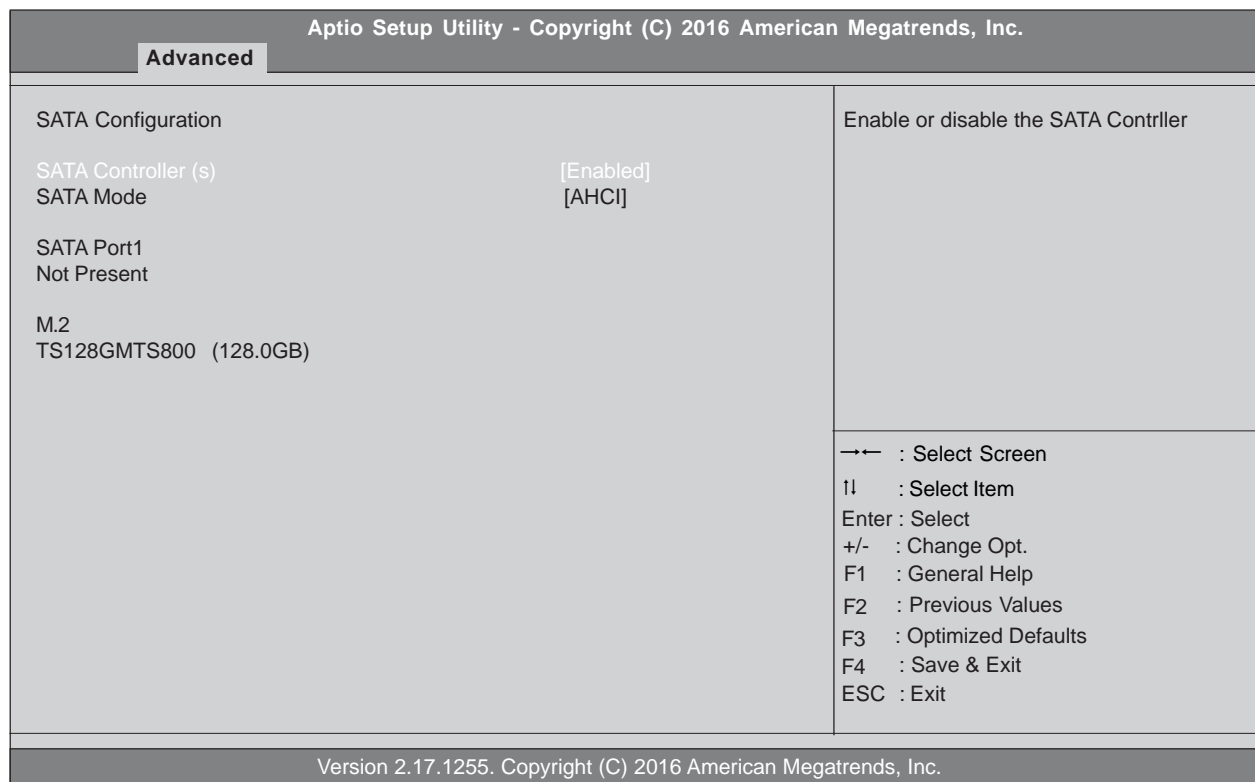 Aptio Setup Utility - Copyright (C) 2016 American Megatrends, Inc.
Advanced
SATA Configuration
SATA Controller (s) [Enabled]
SATA Mode [AHCI]
SATA Port1
Not Present
M.2
TS128GMTS800 (128.0GB)
Enable or disable the SATA Contrller
→← : Select Screen
↑↓ : Select Item
Enter : Select
+/- : Change Opt.
F1 : General Help
F2 : Previous Values
F3 : Optimized Defaults
F4 : Save & Exit
ESC : Exit
Version 2.17.1255. Copyright (C) 2016 American Megatrends, Inc.